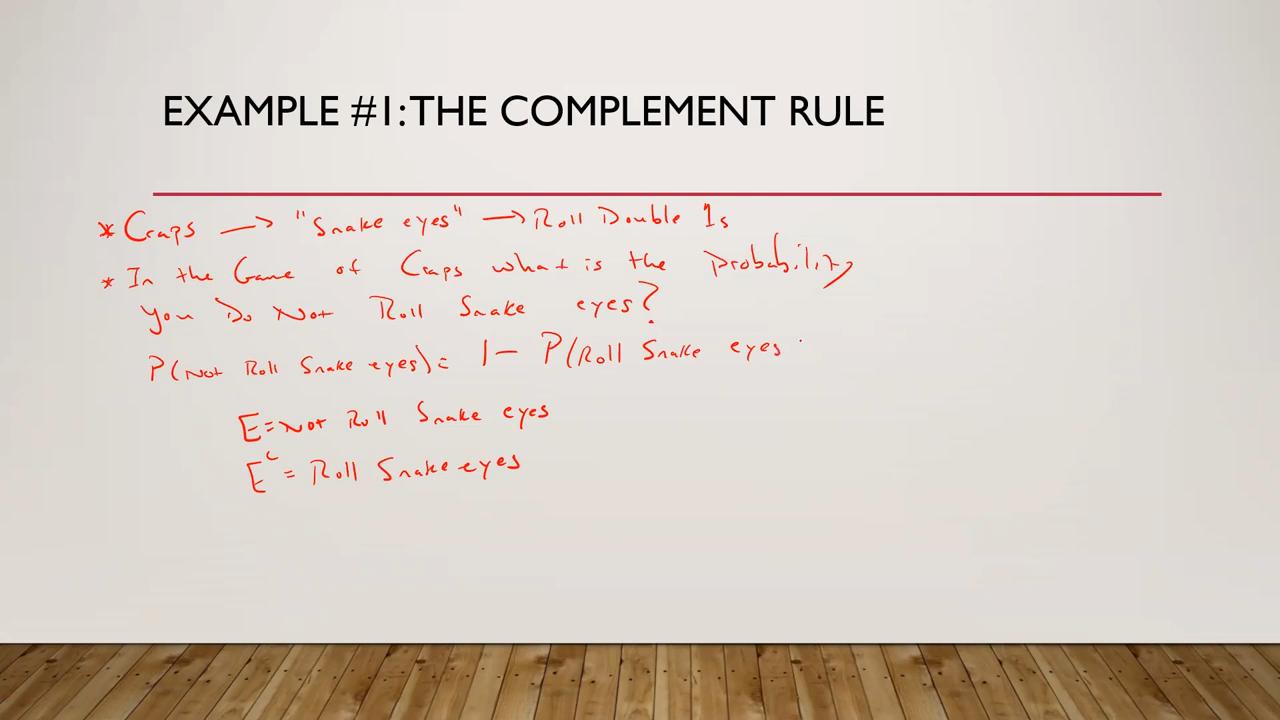 EXAMPLE #1: THE COMPLEMENT RULE
* Craps → "Snake eyes" → Roll Double 1s
* In the Game of Craps what is the probability
you Do Not Roll Snake eyes?
P(Not Roll Snake eyes) = 1 - P(Roll Snake eyes
E = Not Roll Snake eyes
Eᶜ = Roll Snake eyes